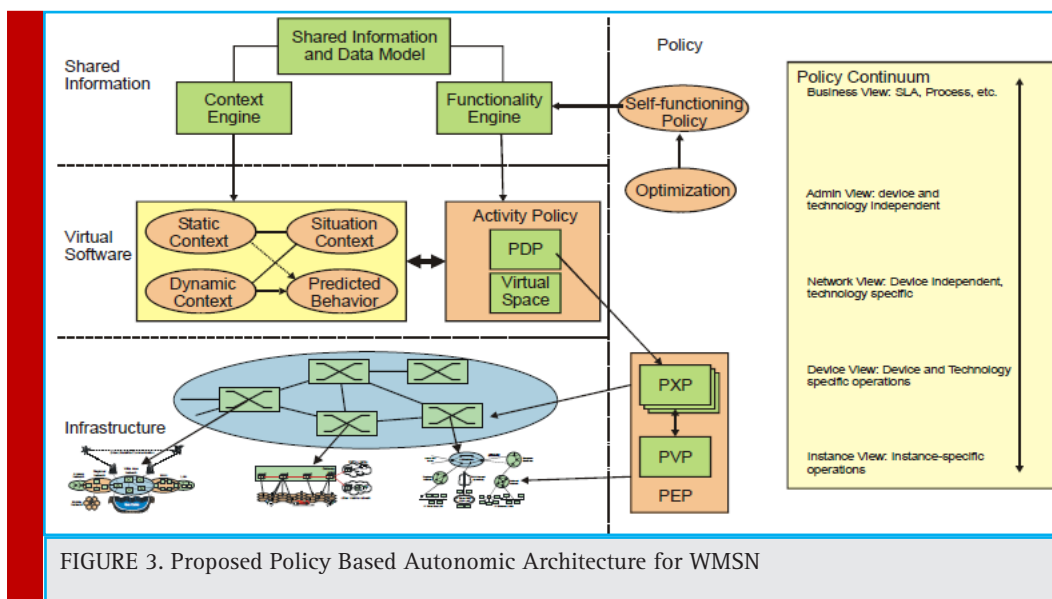 Shared Information
and Data Model
Shared
Information
Context
Engine
Functionality
Engine
Policy
Self-functioning
Policy
Optimization
Policy Continuum
Business View: SLA, Process, etc.
Admin View: device and
technology independent
Network View: Device Independent,
technology specific
Device View: Device and Technology
specific operations
Instance View: Instance-specific
operations
Virtual
Software
Static
Context
Situation
Context
Dynamic
Context
Predicted
Behavior
Activity Policy
PDP
Virtual
Space
Infrastructure
PXP
PVP
PEP
FIGURE 3. Proposed Policy Based Autonomic Architecture for WMSN